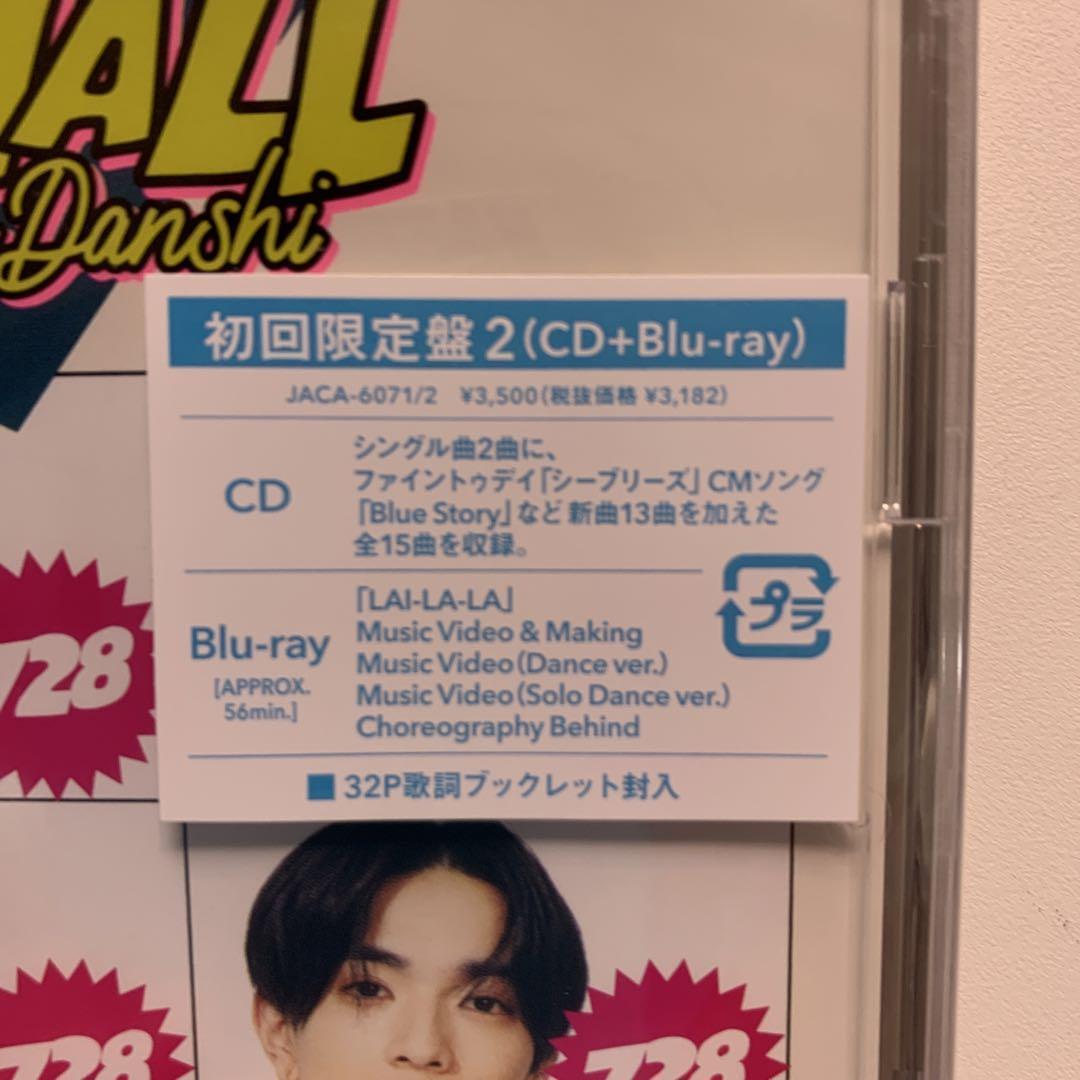 ALL
Danshi
初回限定盤2(CD+Blu-ray)
JACA-6071/2 ¥3,500(税抜価格 ¥3,182)
CD
シングル曲2曲に、
ファイントゥデイ「シーブリーズ」CMソング
「Blue Story」など 新曲13曲を加えた
全15曲を収録。
プラ
Blu-ray
[APPROX.
56min.]
「LAI-LA-LA」
Music Video & Making
Music Video(Dance ver.)
Music Video(Solo Dance ver.)
Choreography Behind
■ 32P歌詞ブックレット封入
728
728
728